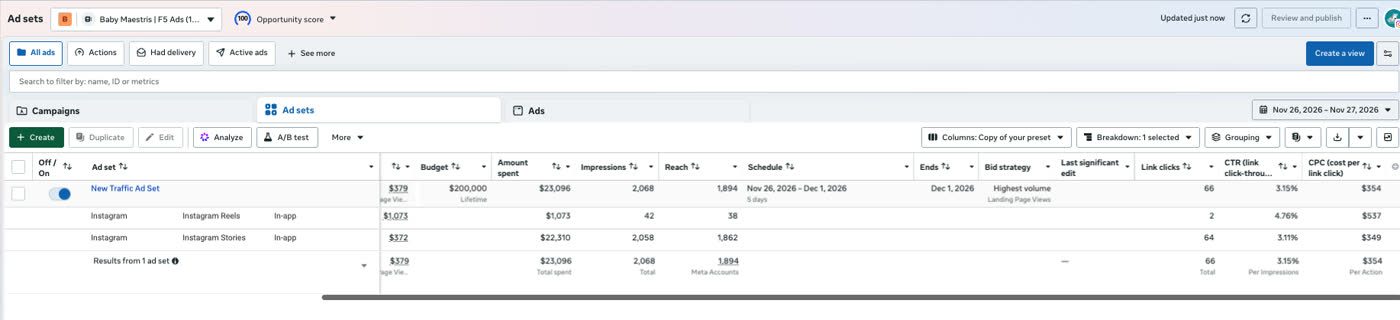 Ad sets B Baby Maestris | F5 Ads (1... 100 Opportunity score Updated just now Review and publish ...
All ads Actions Had delivery Active ads + See more Create a view
Search to filter by: name, ID or metrics
Campaigns Ad sets Ads Nov 26, 2026 – Nov 27, 2026
+ Create Duplicate Edit Analyze A/B test More Columns: Copy of your preset Breakdown: 1 selected Grouping
Off / On Ad set Budget Amount spent Impressions Reach Schedule Ends Bid strategy Last significant edit Link clicks CTR (link click-throu... CPC (cost per link click)
New Traffic Ad Set $379 $200,000 $23,096 2,068 1,894 Nov 26, 2026 – Dec 1, 2026 Dec 1, 2026 Highest volume 66 3.15% $354
age Vie... Lifetime 5 days Landing Page Views
Instagram Instagram Reels In-app $1,073 $1,073 42 38 2 4.76% $537
Instagram Instagram Stories In-app $372 $22,310 2,058 1,862 64 3.11% $349
Results from 1 ad set $379 $23,096 2,068 1,894 — 66 3.15% $354
age Vie... Total spent Total Meta Accounts Total Per Impressions Per Action